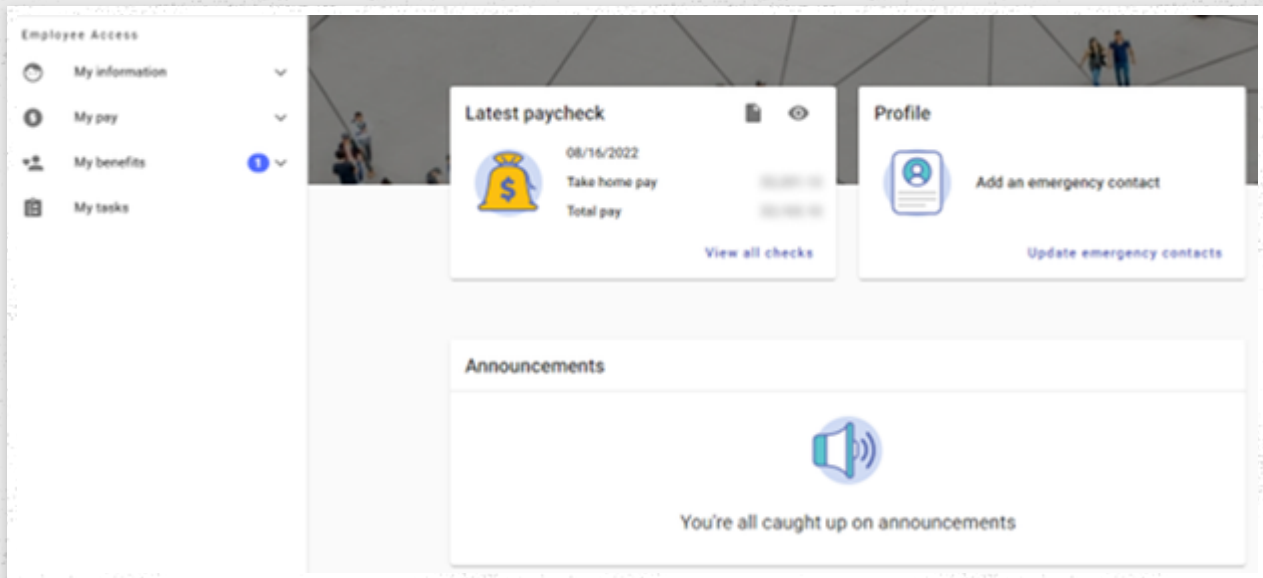 Employee Access
My information
My pay
My benefits
1
My tasks
Latest paycheck
08/16/2022
Take home pay
Total pay
View all checks
Profile
Add an emergency contact
Update emergency contacts
Announcements
You're all caught up on announcements